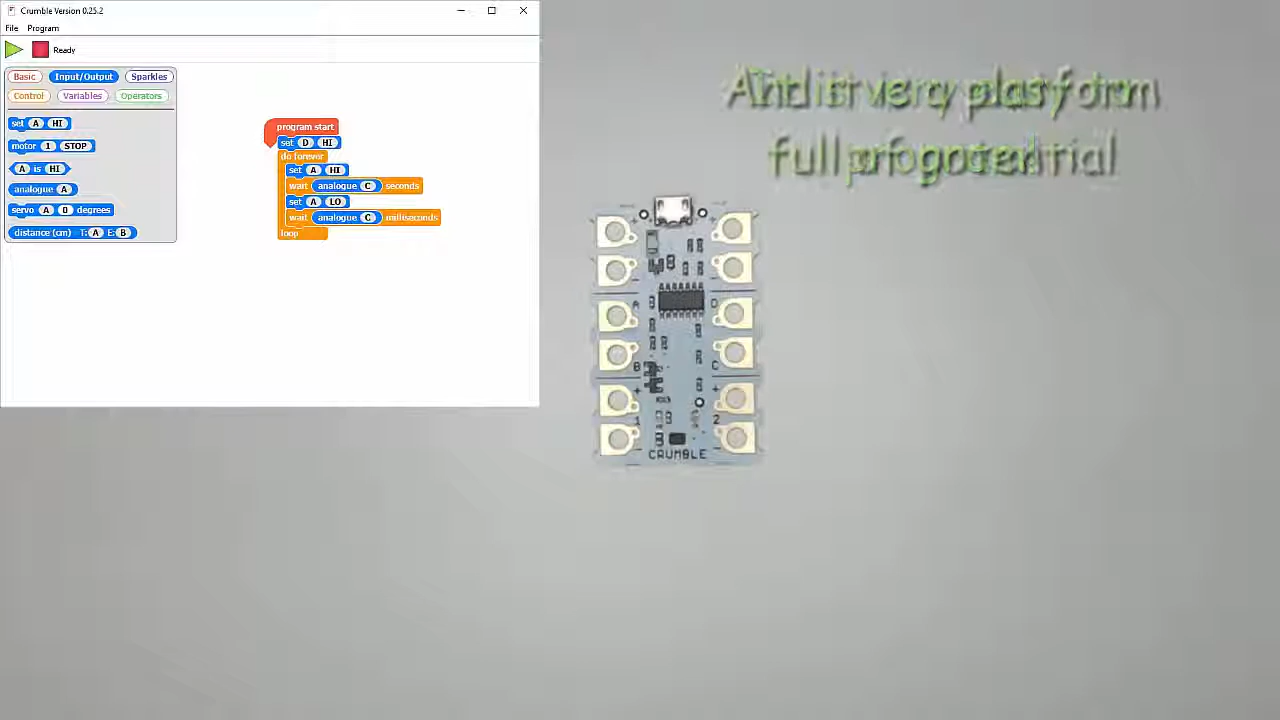 Crumble Version 0.25.2
File Program
Ready
Basic Input/Output Sparkles
Control Variables Operators
set A HI
motor 1 STOP
A is HI
analogue A
servo A 0 degrees
distance (cm) T: A E: B
program start
set D HI
do forever
set A HI
wait analogue C seconds
set A LO
wait analogue C milliseconds
loop
A D
B C
+ +
1 2
- -
CRUMBLE